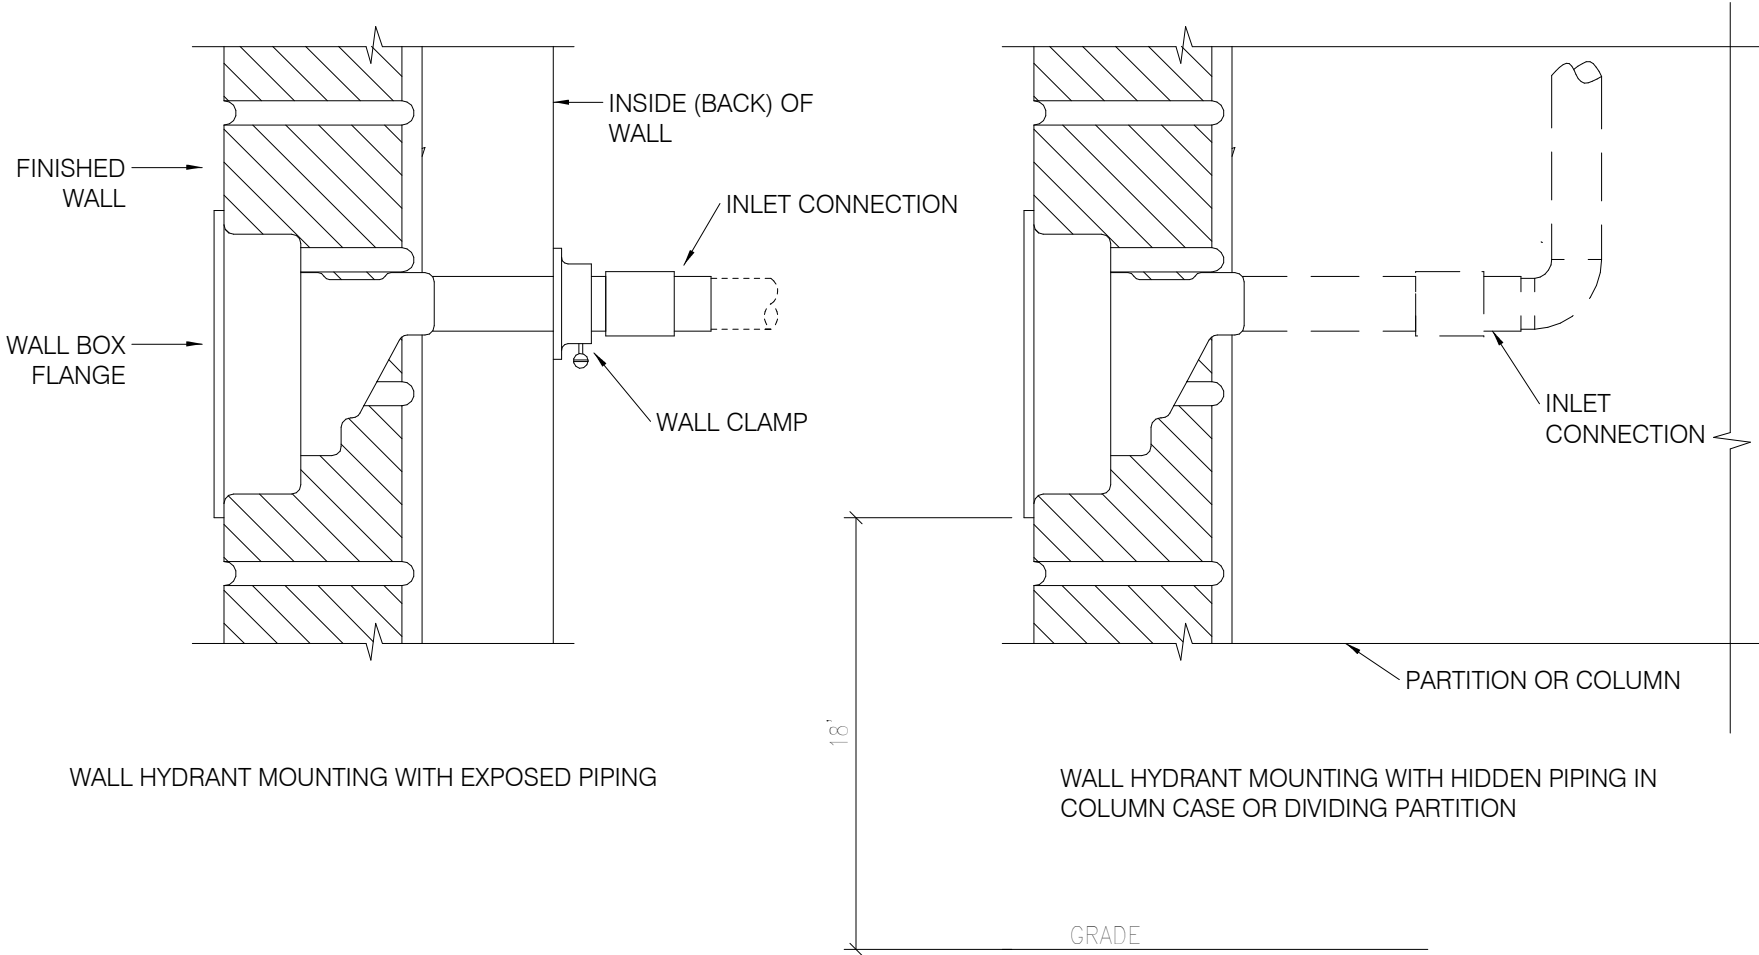 INSIDE (BACK) OF
WALL
FINISHED
WALL
INLET CONNECTION
WALL BOX
FLANGE
WALL CLAMP
WALL HYDRANT MOUNTING WITH EXPOSED PIPING
INLET
CONNECTION
PARTITION OR COLUMN
18'
WALL HYDRANT MOUNTING WITH HIDDEN PIPING IN
COLUMN CASE OR DIVIDING PARTITION
GRADE